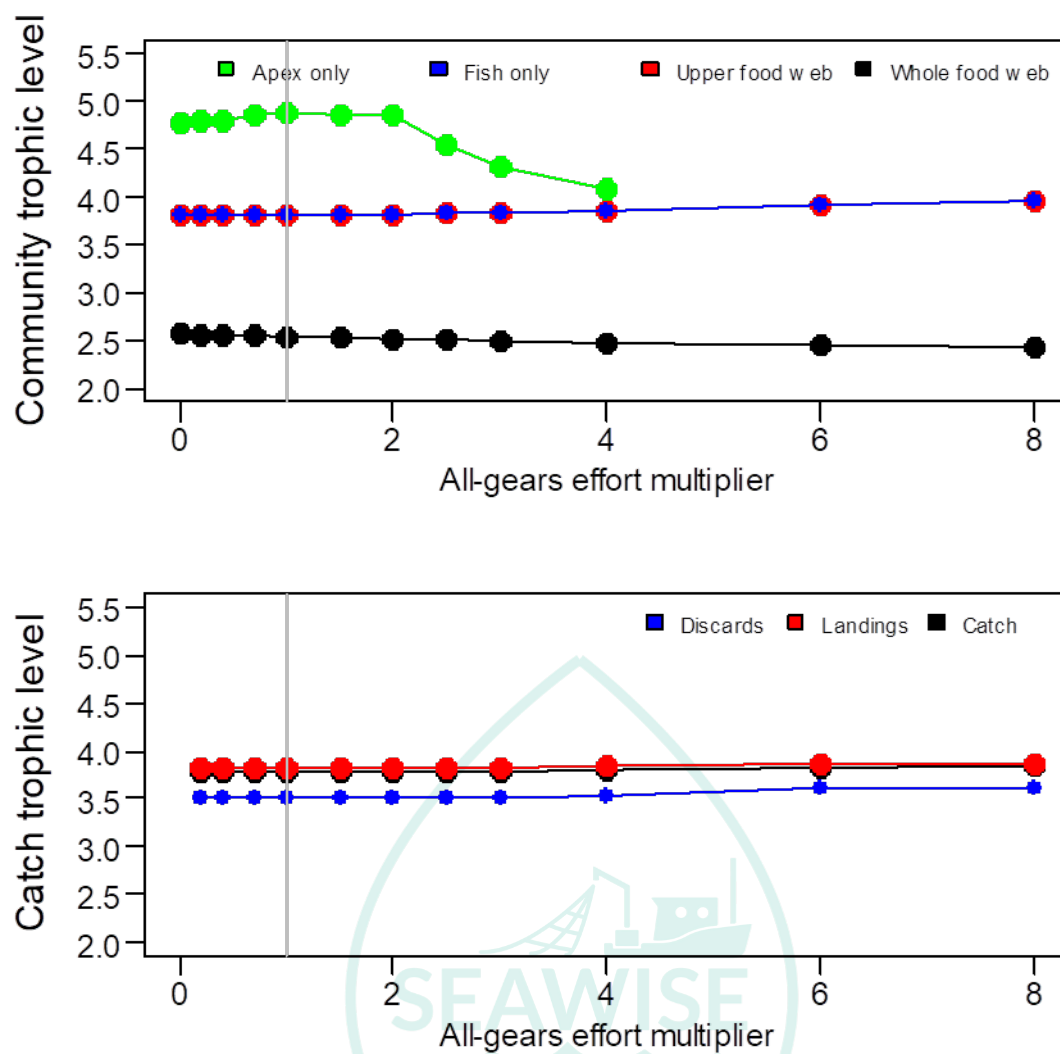 Community trophic level
5.5
5.0
4.5
4.0
3.5
3.0
2.5
2.0
Apex only Fish only Upper food web Whole food web
0 2 4 6 8
All-gears effort multiplier
Catch trophic level
5.5
5.0
4.5
4.0
3.5
3.0
2.5
2.0
Discards Landings Catch
SEAWISE
0 2 4 6 8
All-gears effort multiplier